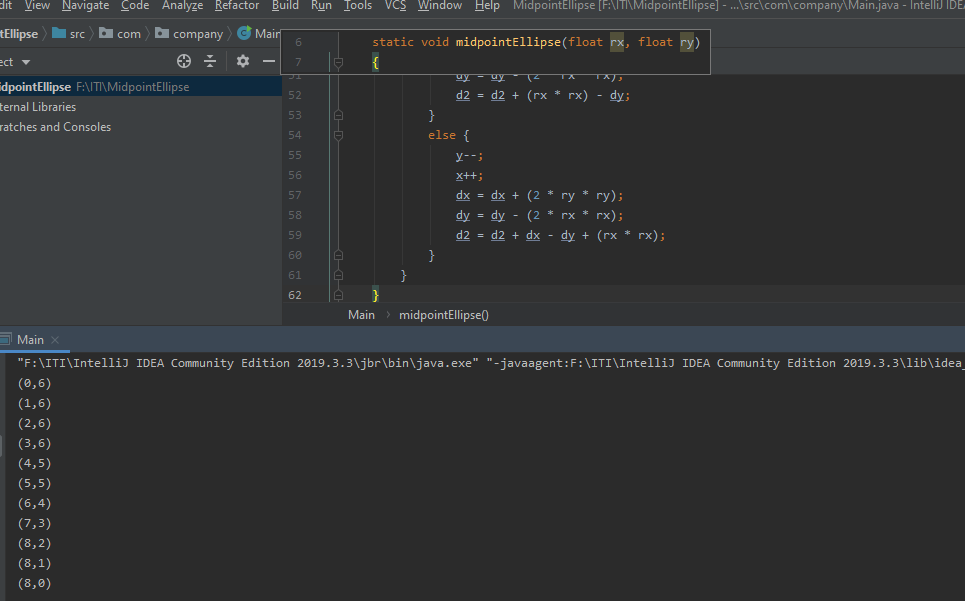 dit View Navigate Code Analyze Refactor Build Run Tools VCS Window Help MidpointEllipse [F:\ITI\MidpointEllipse] - ...\src\com\company\Main.java - IntelliJ IDEA
tEllipse src com company Main
ect
6 static void midpointEllipse(float rx, float ry)
7 {
idpointEllipse F:\ITI\MidpointEllipse
ternal Libraries
ratches and Consoles
51 dy = dy - (2 * rx * rx);
52 d2 = d2 + (rx * rx) - dy;
53 }
54 else {
55 y--;
56 x++;
57 dx = dx + (2 * ry * ry);
58 dy = dy - (2 * rx * rx);
59 d2 = d2 + dx - dy + (rx * rx);
60 }
61 }
62 }
Main midpointEllipse()
Main
"F:\ITI\IntelliJ IDEA Community Edition 2019.3.3\jbr\bin\java.exe" "-javaagent:F:\ITI\IntelliJ IDEA Community Edition 2019.3.3\lib\idea_
(0,6)
(1,6)
(2,6)
(3,6)
(4,5)
(5,5)
(6,4)
(7,3)
(8,2)
(8,1)
(8,0)